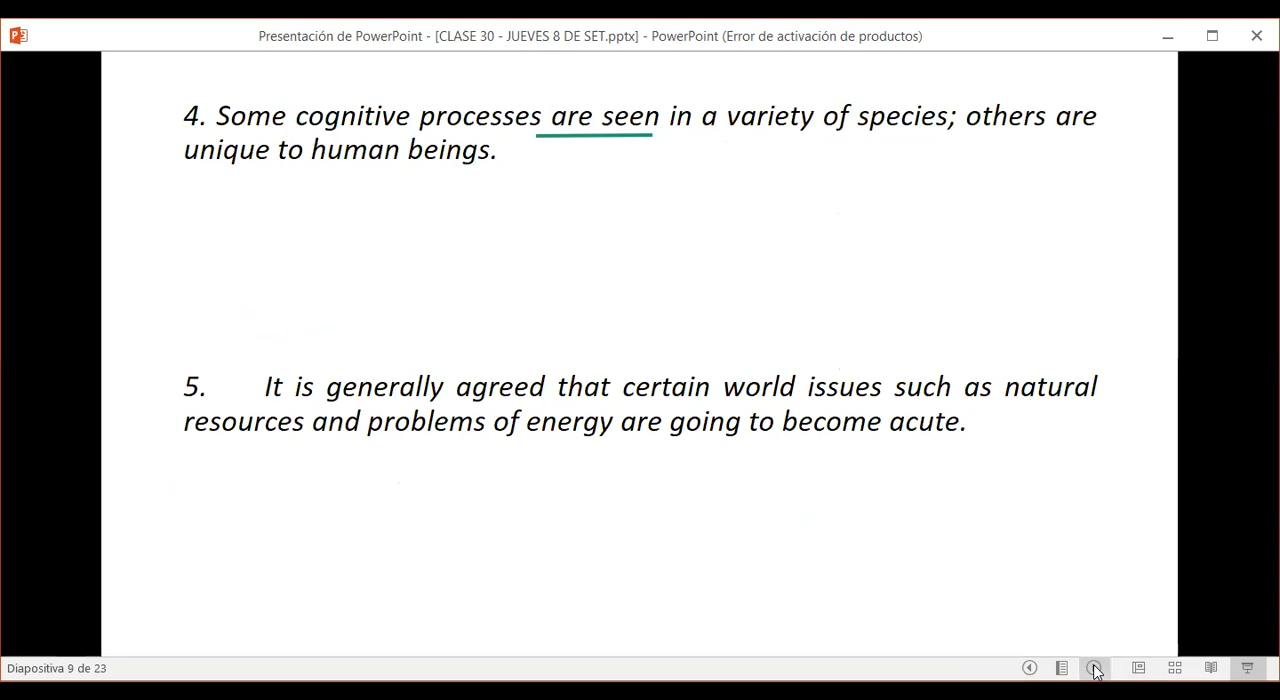 Presentación de PowerPoint - [CLASE 30 - JUEVES 8 DE SET.pptx] - PowerPoint (Error de activación de productos)
4. Some cognitive processes are seen in a variety of species; others are
unique to human beings.
5. It is generally agreed that certain world issues such as natural
resources and problems of energy are going to become acute.
Diapositiva 9 de 23